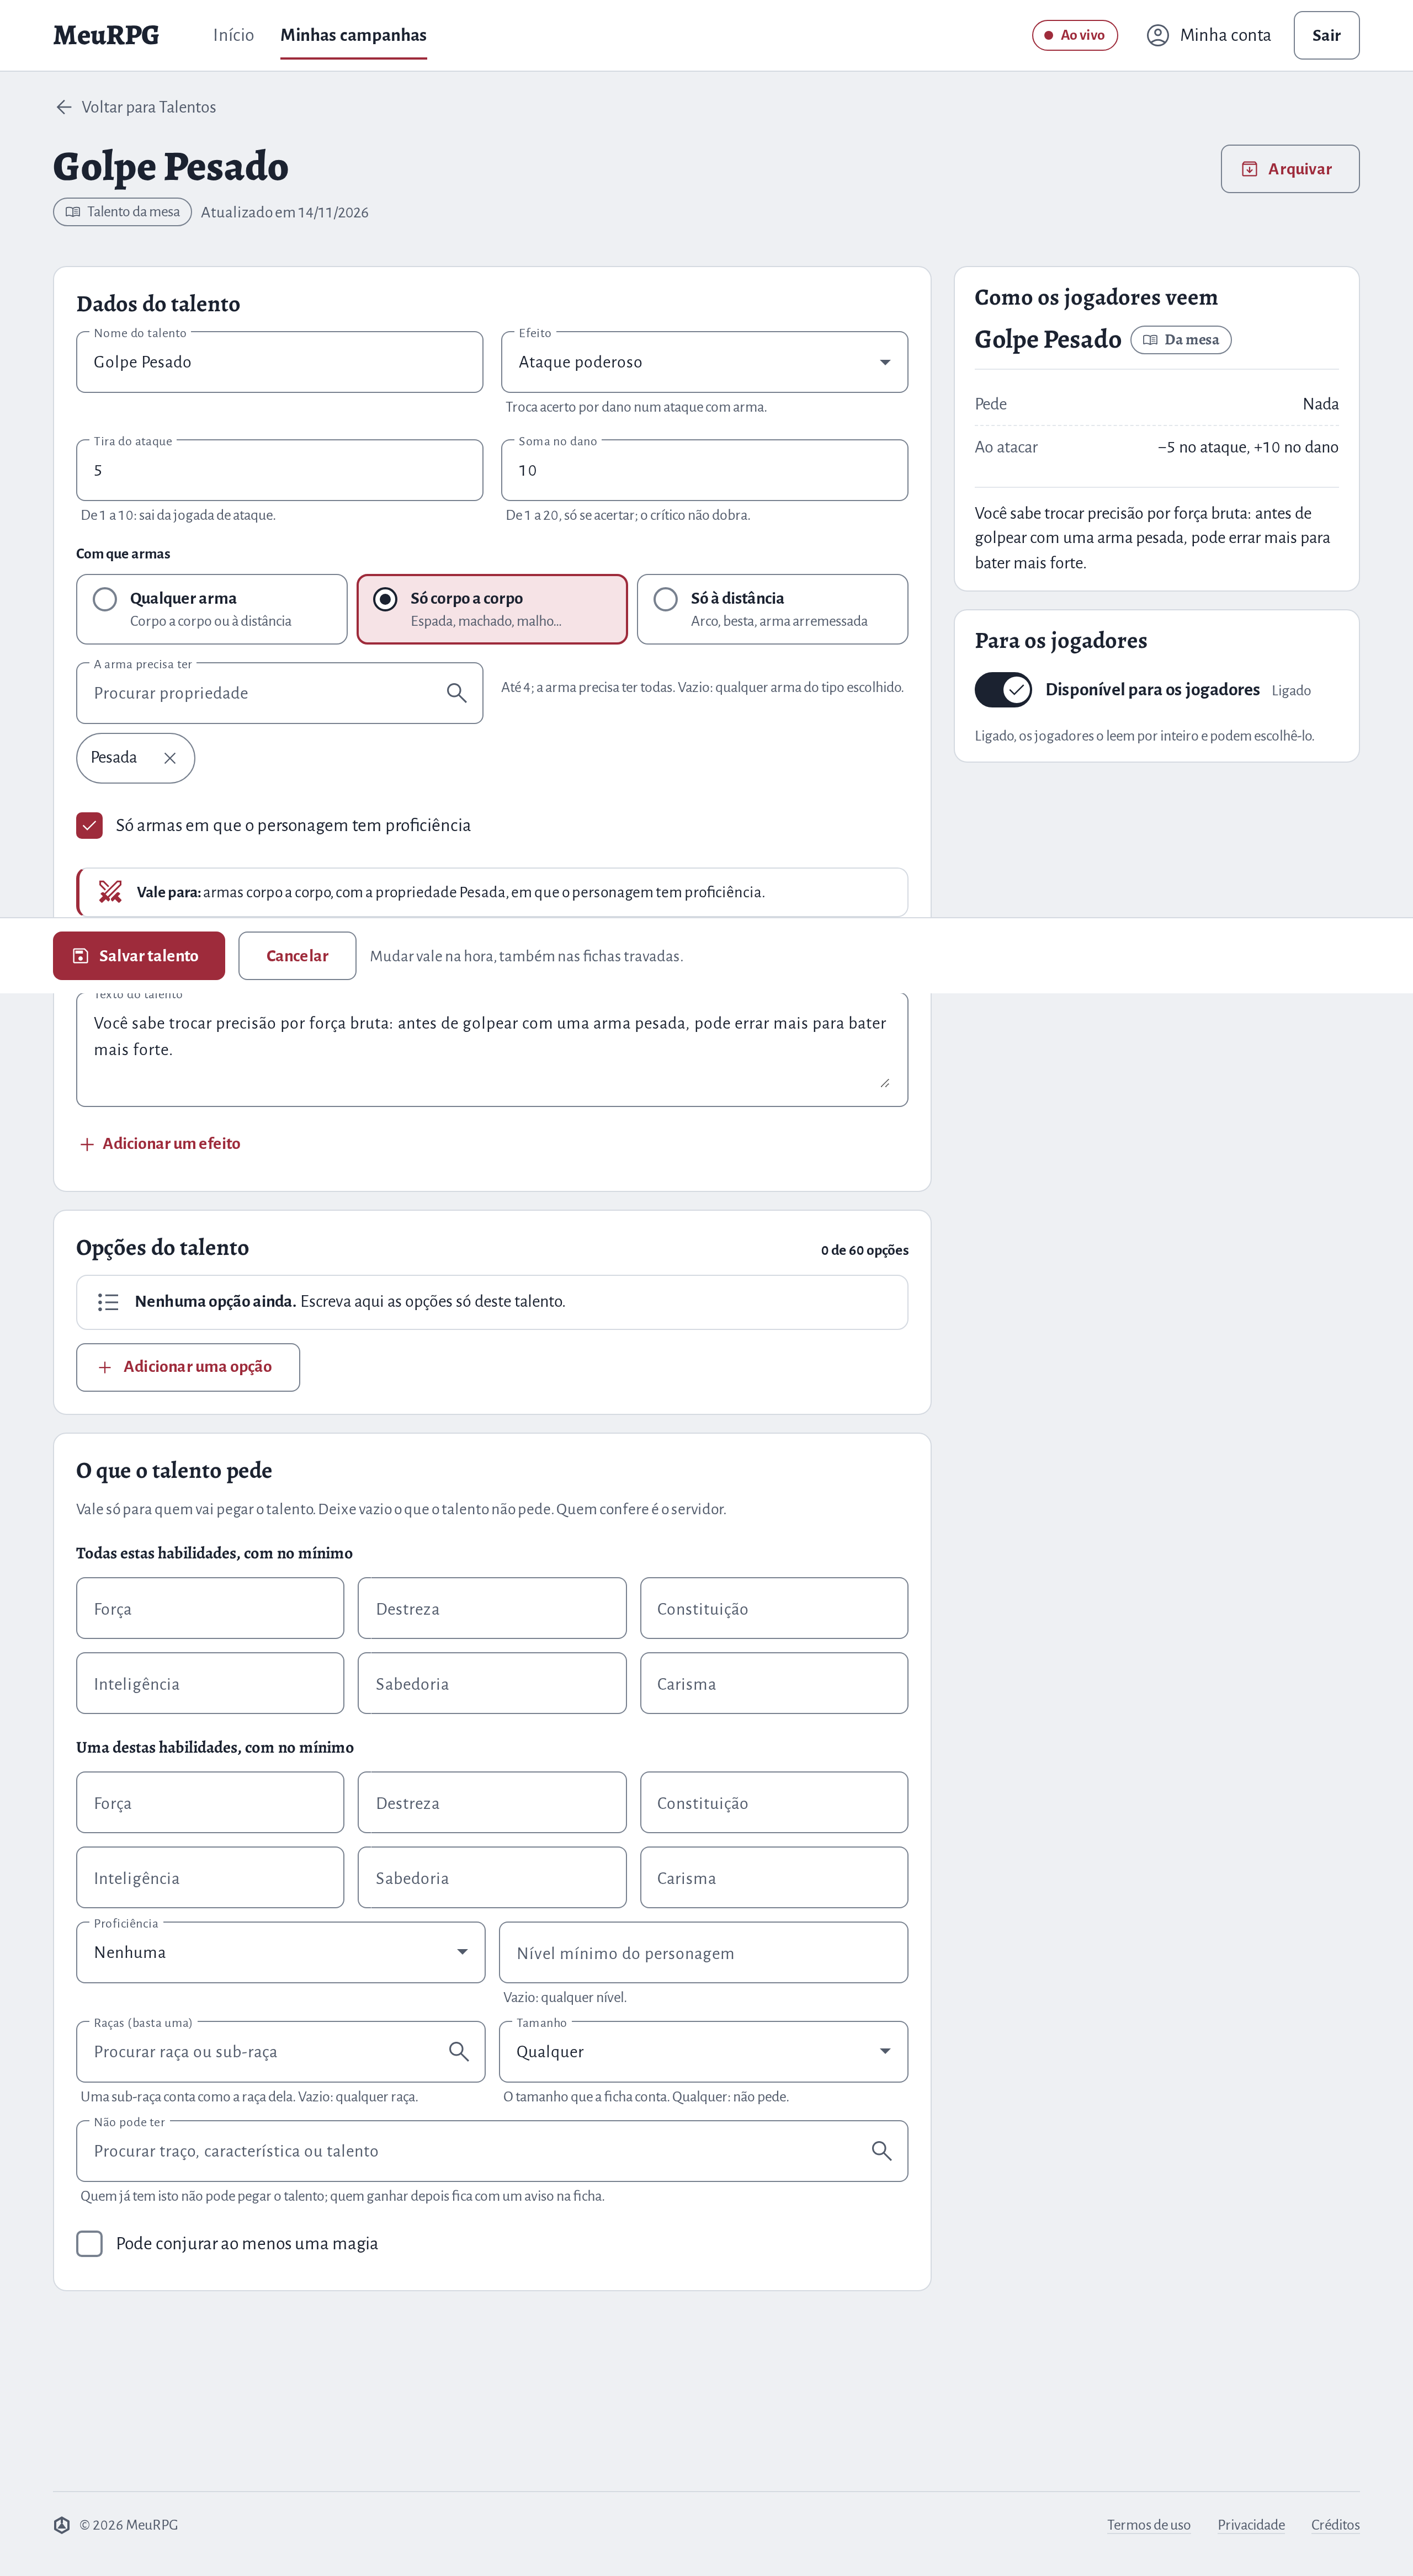 MeuRPG
Início
Minhas campanhas
Ao vivo
Minha conta
Sair
Voltar para Talentos
Golpe Pesado
Arquivar
Talento da mesa
Atualizado em 14/11/2026
Dados do talento
Nome do talento
Golpe Pesado
Efeito
Ataque poderoso
Troca acerto por dano num ataque com arma.
Tira do ataque
5
De 1 a 10: sai da jogada de ataque.
Soma no dano
10
De 1 a 20, só se acertar; o crítico não dobra.
Com que armas
Qualquer arma
Corpo a corpo ou à distância
Só corpo a corpo
Espada, machado, malho...
Só à distância
Arco, besta, arma arremessada
A arma precisa ter
Procurar propriedade
Até 4; a arma precisa ter todas. Vazio: qualquer arma do tipo escolhido.
Pesada
Só armas em que o personagem tem proficiência
Vale para: armas corpo a corpo, com a propriedade Pesada, em que o personagem tem proficiência.
Salvar talento
Cancelar
Mudar vale na hora, também nas fichas travadas.
Texto do talento
Você sabe trocar precisão por força bruta: antes de golpear com uma arma pesada, pode errar mais para bater
mais forte.
Adicionar um efeito
Opções do talento
0 de 60 opções
Nenhuma opção ainda. Escreva aqui as opções só deste talento.
Adicionar uma opção
O que o talento pede
Vale só para quem vai pegar o talento. Deixe vazio o que o talento não pede. Quem confere é o servidor.
Todas estas habilidades, com no mínimo
Força
Destreza
Constituição
Inteligência
Sabedoria
Carisma
Uma destas habilidades, com no mínimo
Força
Destreza
Constituição
Inteligência
Sabedoria
Carisma
Proficiência
Nenhuma
Nível mínimo do personagem
Vazio: qualquer nível.
Raças (basta uma)
Procurar raça ou sub-raça
Uma sub-raça conta como a raça dela. Vazio: qualquer raça.
Tamanho
Qualquer
O tamanho que a ficha conta. Qualquer: não pede.
Não pode ter
Procurar traço, característica ou talento
Quem já tem isto não pode pegar o talento; quem ganhar depois fica com um aviso na ficha.
Pode conjurar ao menos uma magia
Como os jogadores veem
Golpe Pesado
Da mesa
Pede
Nada
Ao atacar
−5 no ataque, +10 no dano
Você sabe trocar precisão por força bruta: antes de
golpear com uma arma pesada, pode errar mais para
bater mais forte.
Para os jogadores
Disponível para os jogadores
Ligado
Ligado, os jogadores o leem por inteiro e podem escolhê-lo.
© 2026 MeuRPG
Termos de uso
Privacidade
Créditos